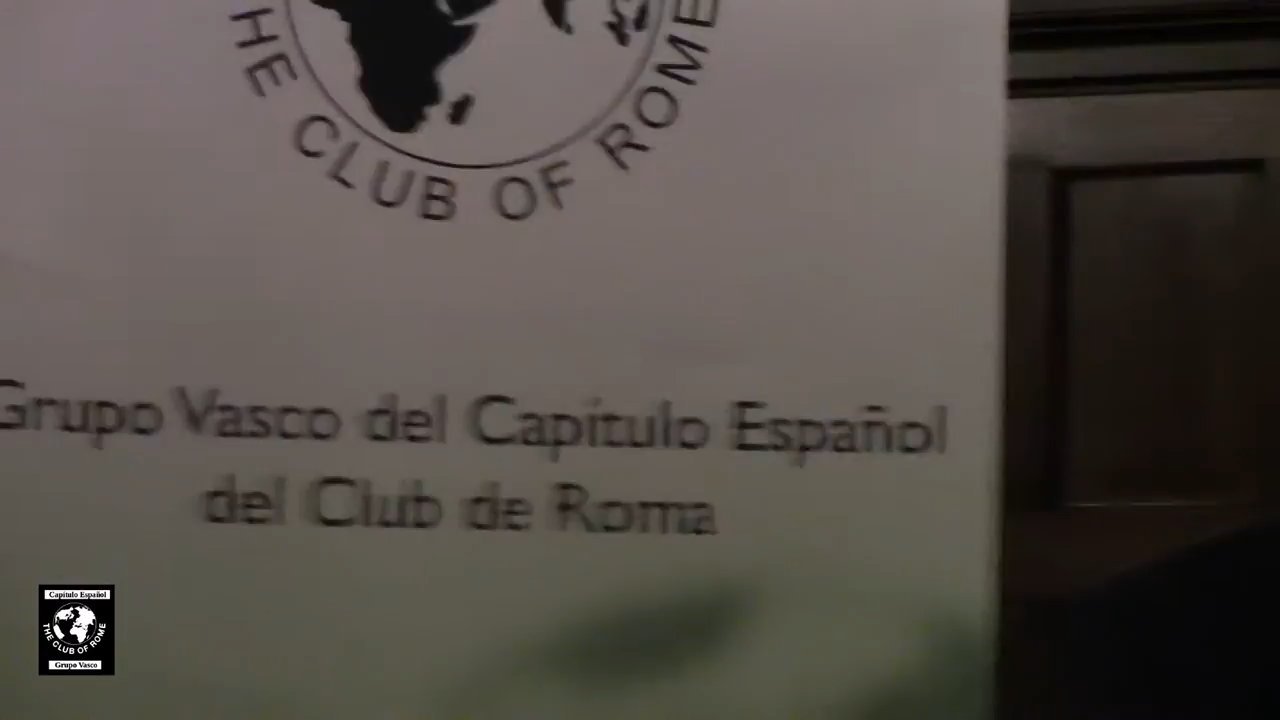 HE CLUB OF ROME
Grupo Vasco del Capítulo Español
del Club de Roma
Capítulo Español
THE CLUB OF ROME
Grupo Vasco